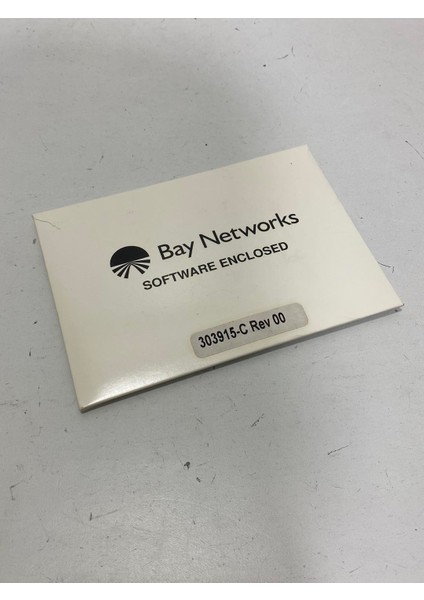 Bay Networks
SOFTWARE ENCLOSED
303915-C Rev 00